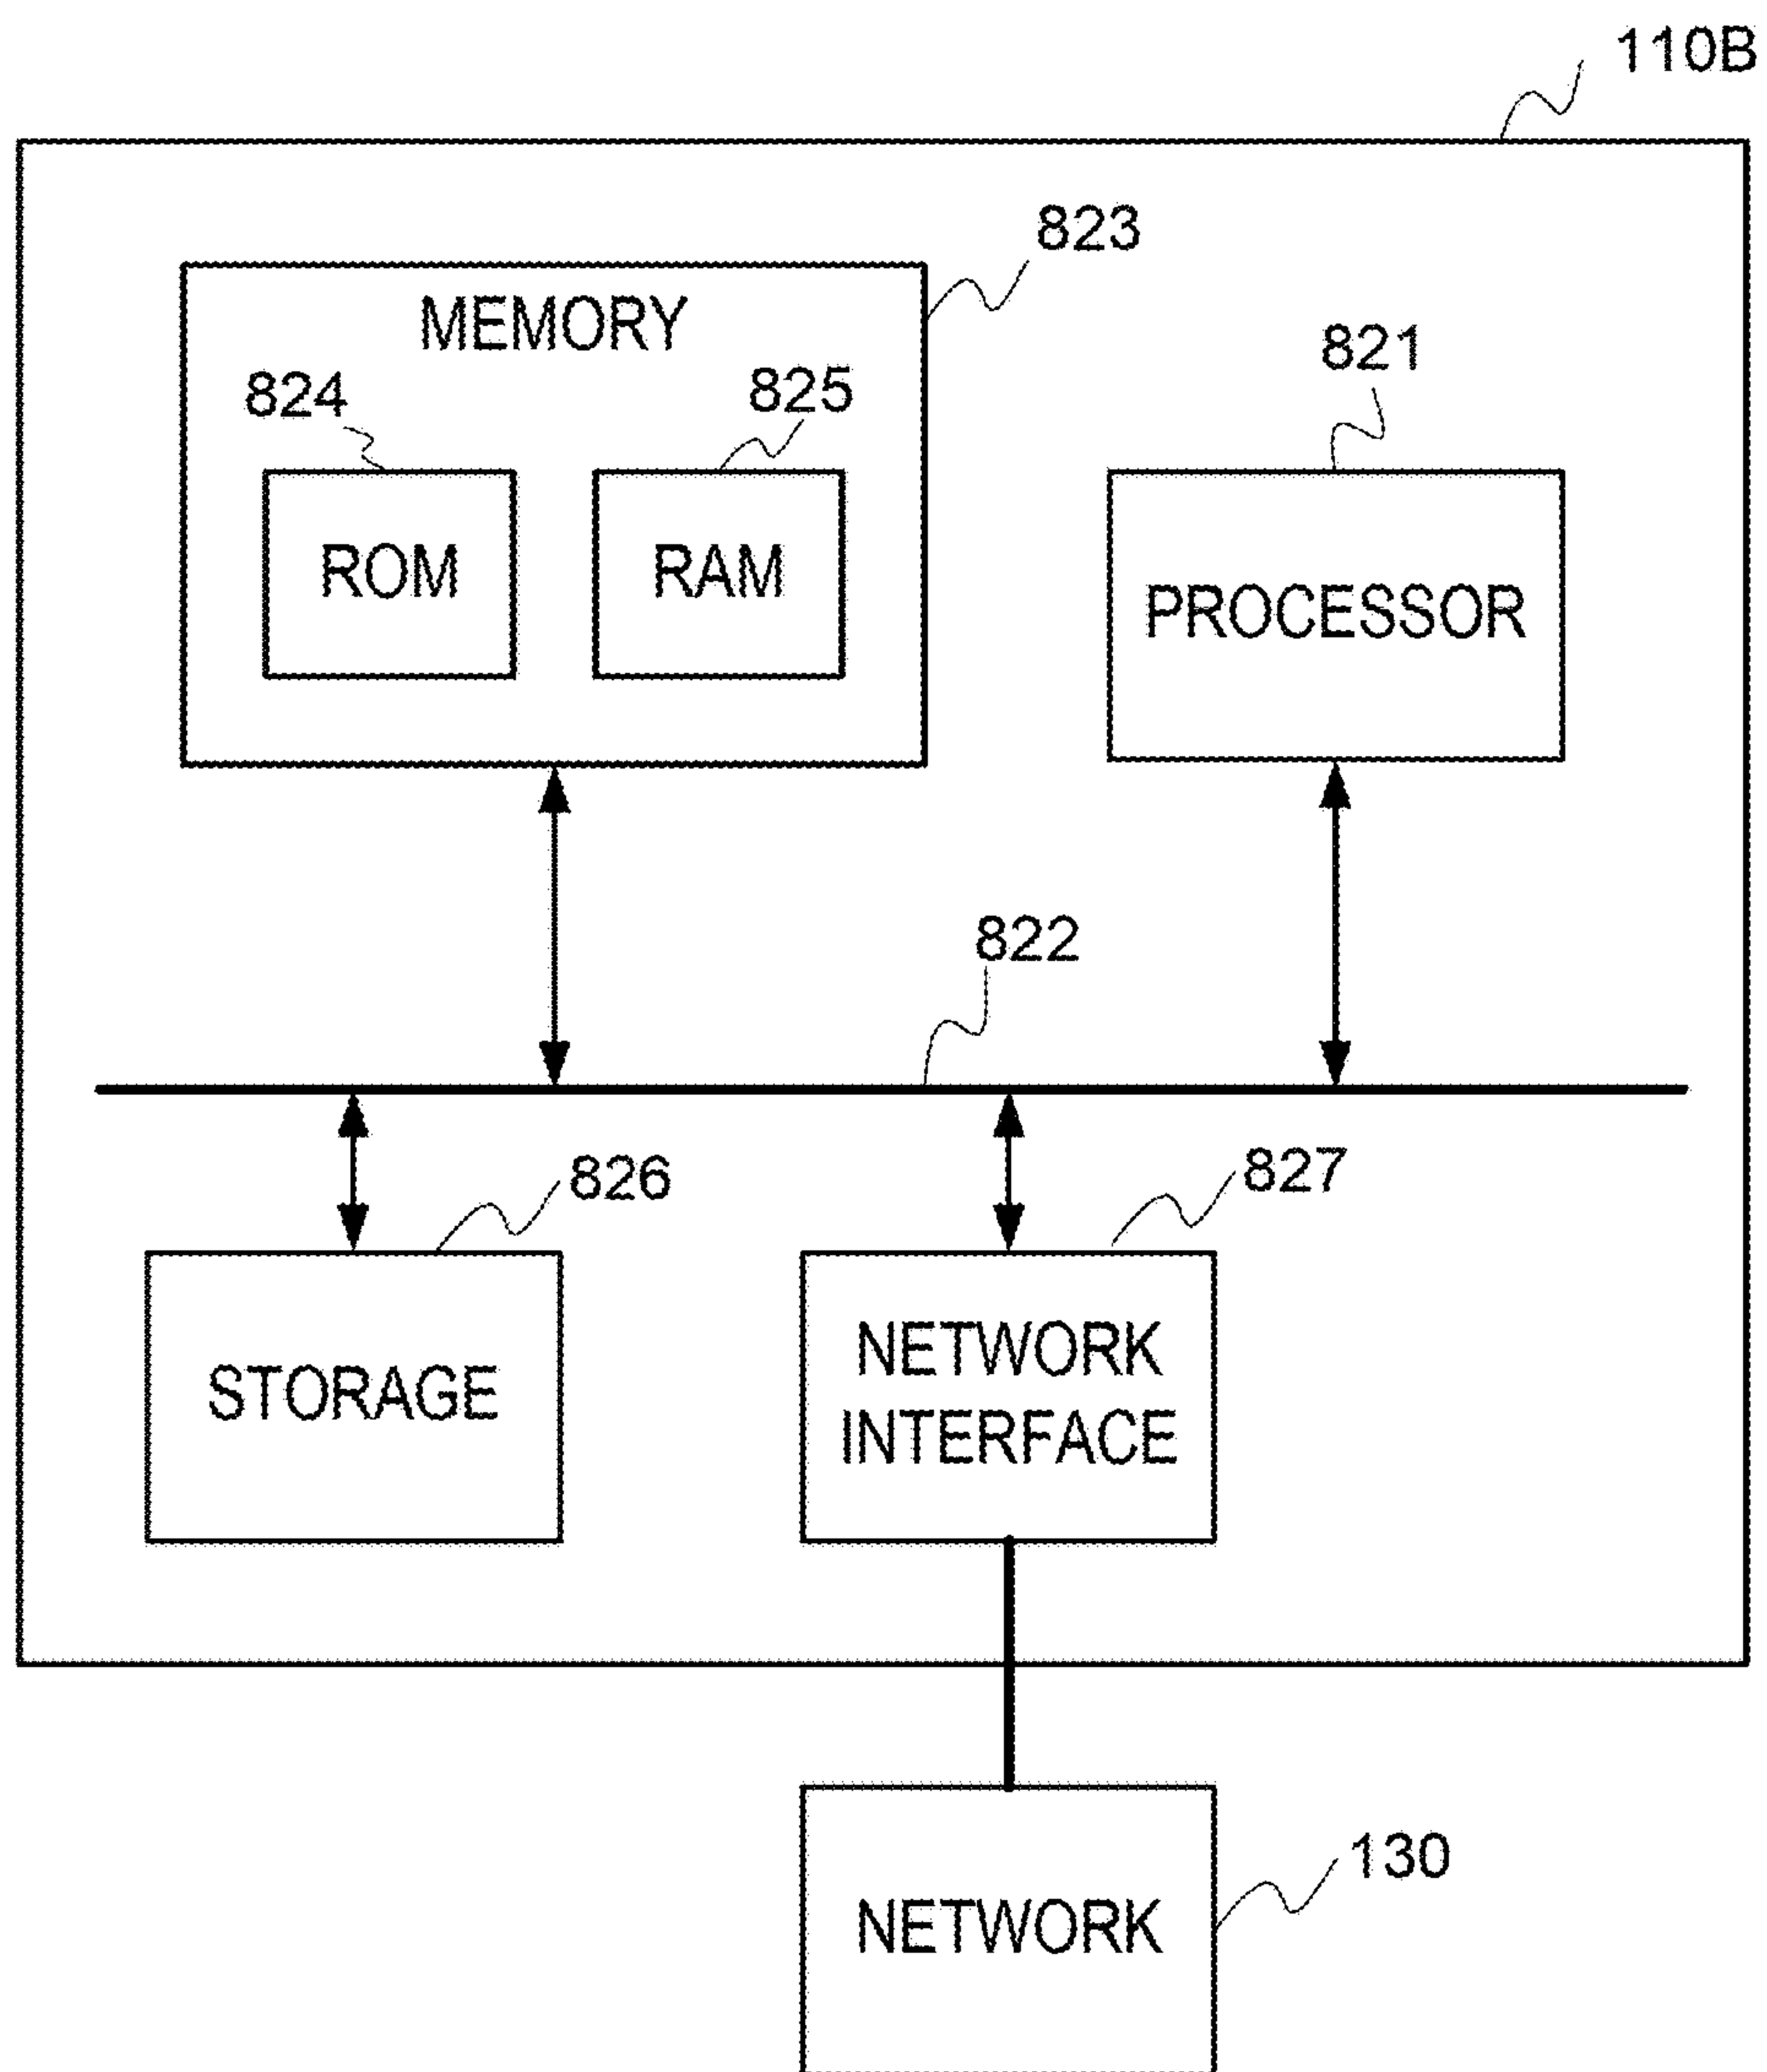 110B
823
MEMORY
821
824
825
ROM
RAM
PROCESSOR
822
826
827
STORAGE
NETWORK
INTERFACE
130
NETWORK